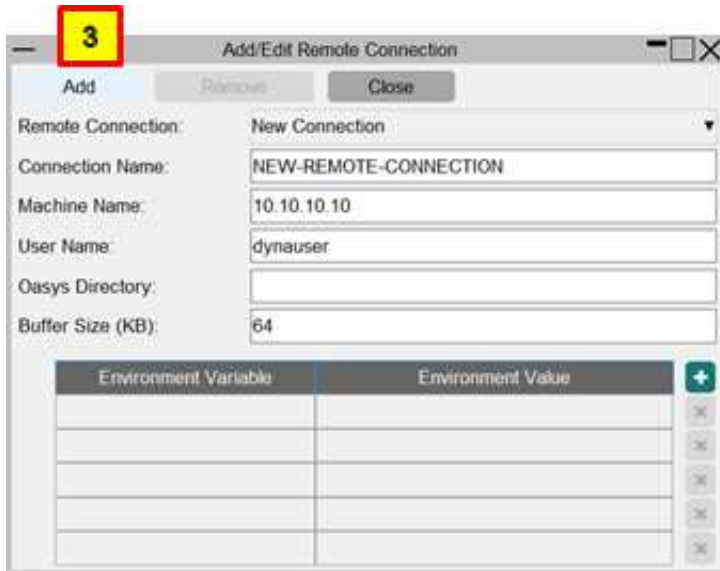 3
Add/Edit Remote Connection
Add Remove Close
Remote Connection: New Connection
Connection Name: NEW-REMOTE-CONNECTION
Machine Name: 10.10.10.10
User Name: dynauser
Oasys Directory:
Buffer Size (KB): 64
Environment Variable Environment Value